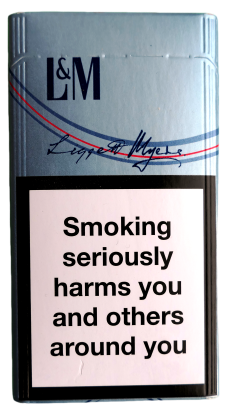 L&M
Liggett Myers
Smoking
seriously
harms you
and others
around you